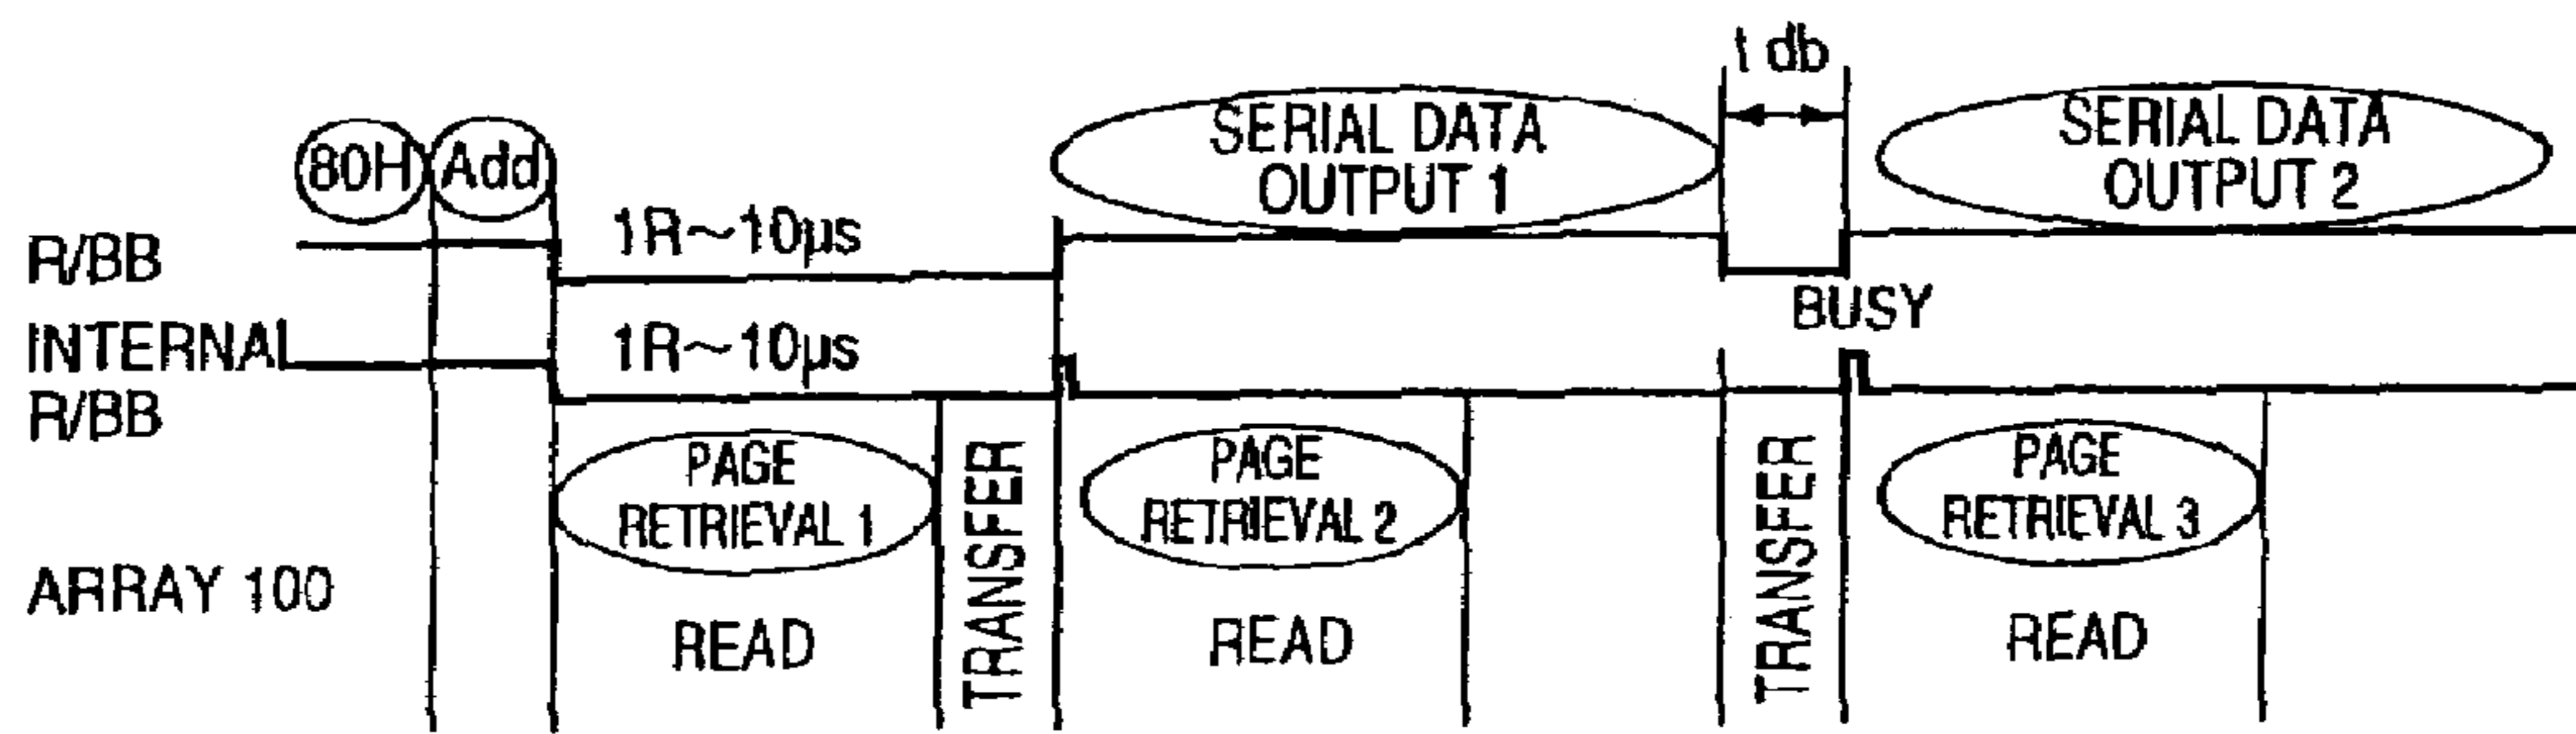 t db
80H Add SERIAL DATA OUTPUT 1 SERIAL DATA OUTPUT 2
R/BB 1R~10µs
BUSY
INTERNAL R/BB 1R~10µs
ARRAY 100
PAGE RETRIEVAL 1
READ
TRANSFER
PAGE RETRIEVAL 2
READ
TRANSFER
PAGE RETRIEVAL 3
READ